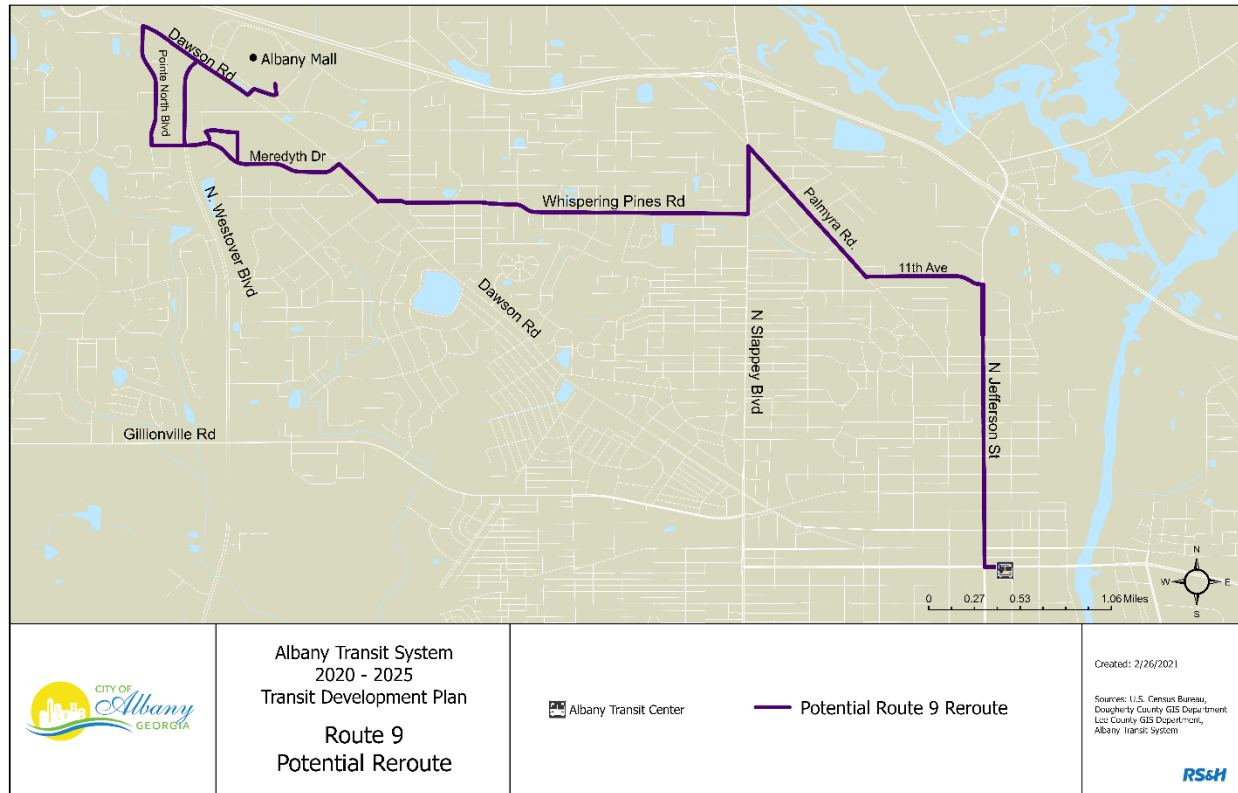 Dawson Rd
Albany Mall
Pointe North Blvd
Meredyth Dr
N. Westover Blvd
Whispering Pines Rd
Palmyra Rd.
11th Ave
Dawson Rd
N Slappey Blvd
N Jefferson St
Gillionville Rd
N
W
E
S
0 0.27 0.53 1.06 Miles
CITY OF
Albany
GEORGIA
Albany Transit System
2020 - 2025
Transit Development Plan
Route 9
Potential Reroute
Albany Transit Center
Potential Route 9 Reroute
Created: 2/26/2021
Sources: U.S. Census Bureau,
Dougherty County GIS Department
Lee County GIS Department,
Albany Transit System
RS&H